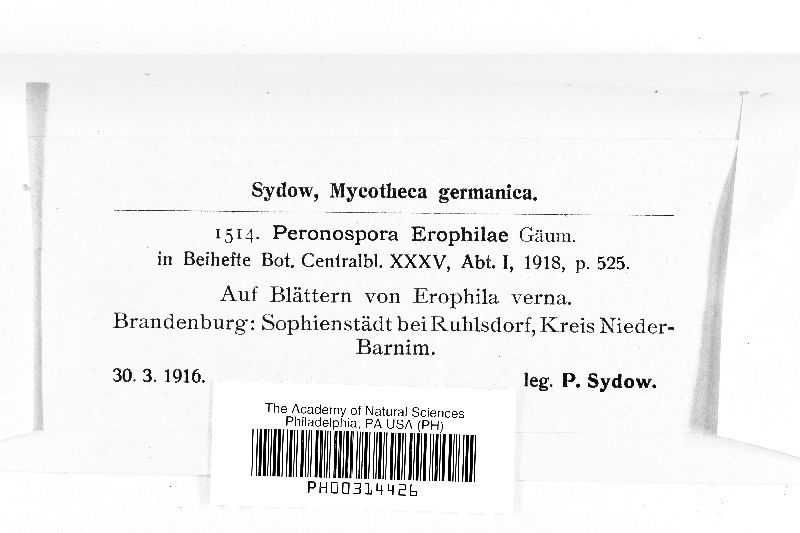 Sydow, Mycotheca germanica.
1514. Peronospora Erophilae Gäum.
in Beihefte Bot. Centralbl. XXXV, Abt. I, 1918, p. 525.
Auf Blättern von Erophila verna.
Brandenburg: Sophienstädt bei Ruhlsdorf, Kreis Nieder-
Barnim.
30. 3. 1916. leg. P. Sydow.
The Academy of Natural Sciences
Philadelphia, PA USA (PH)
PH00314426